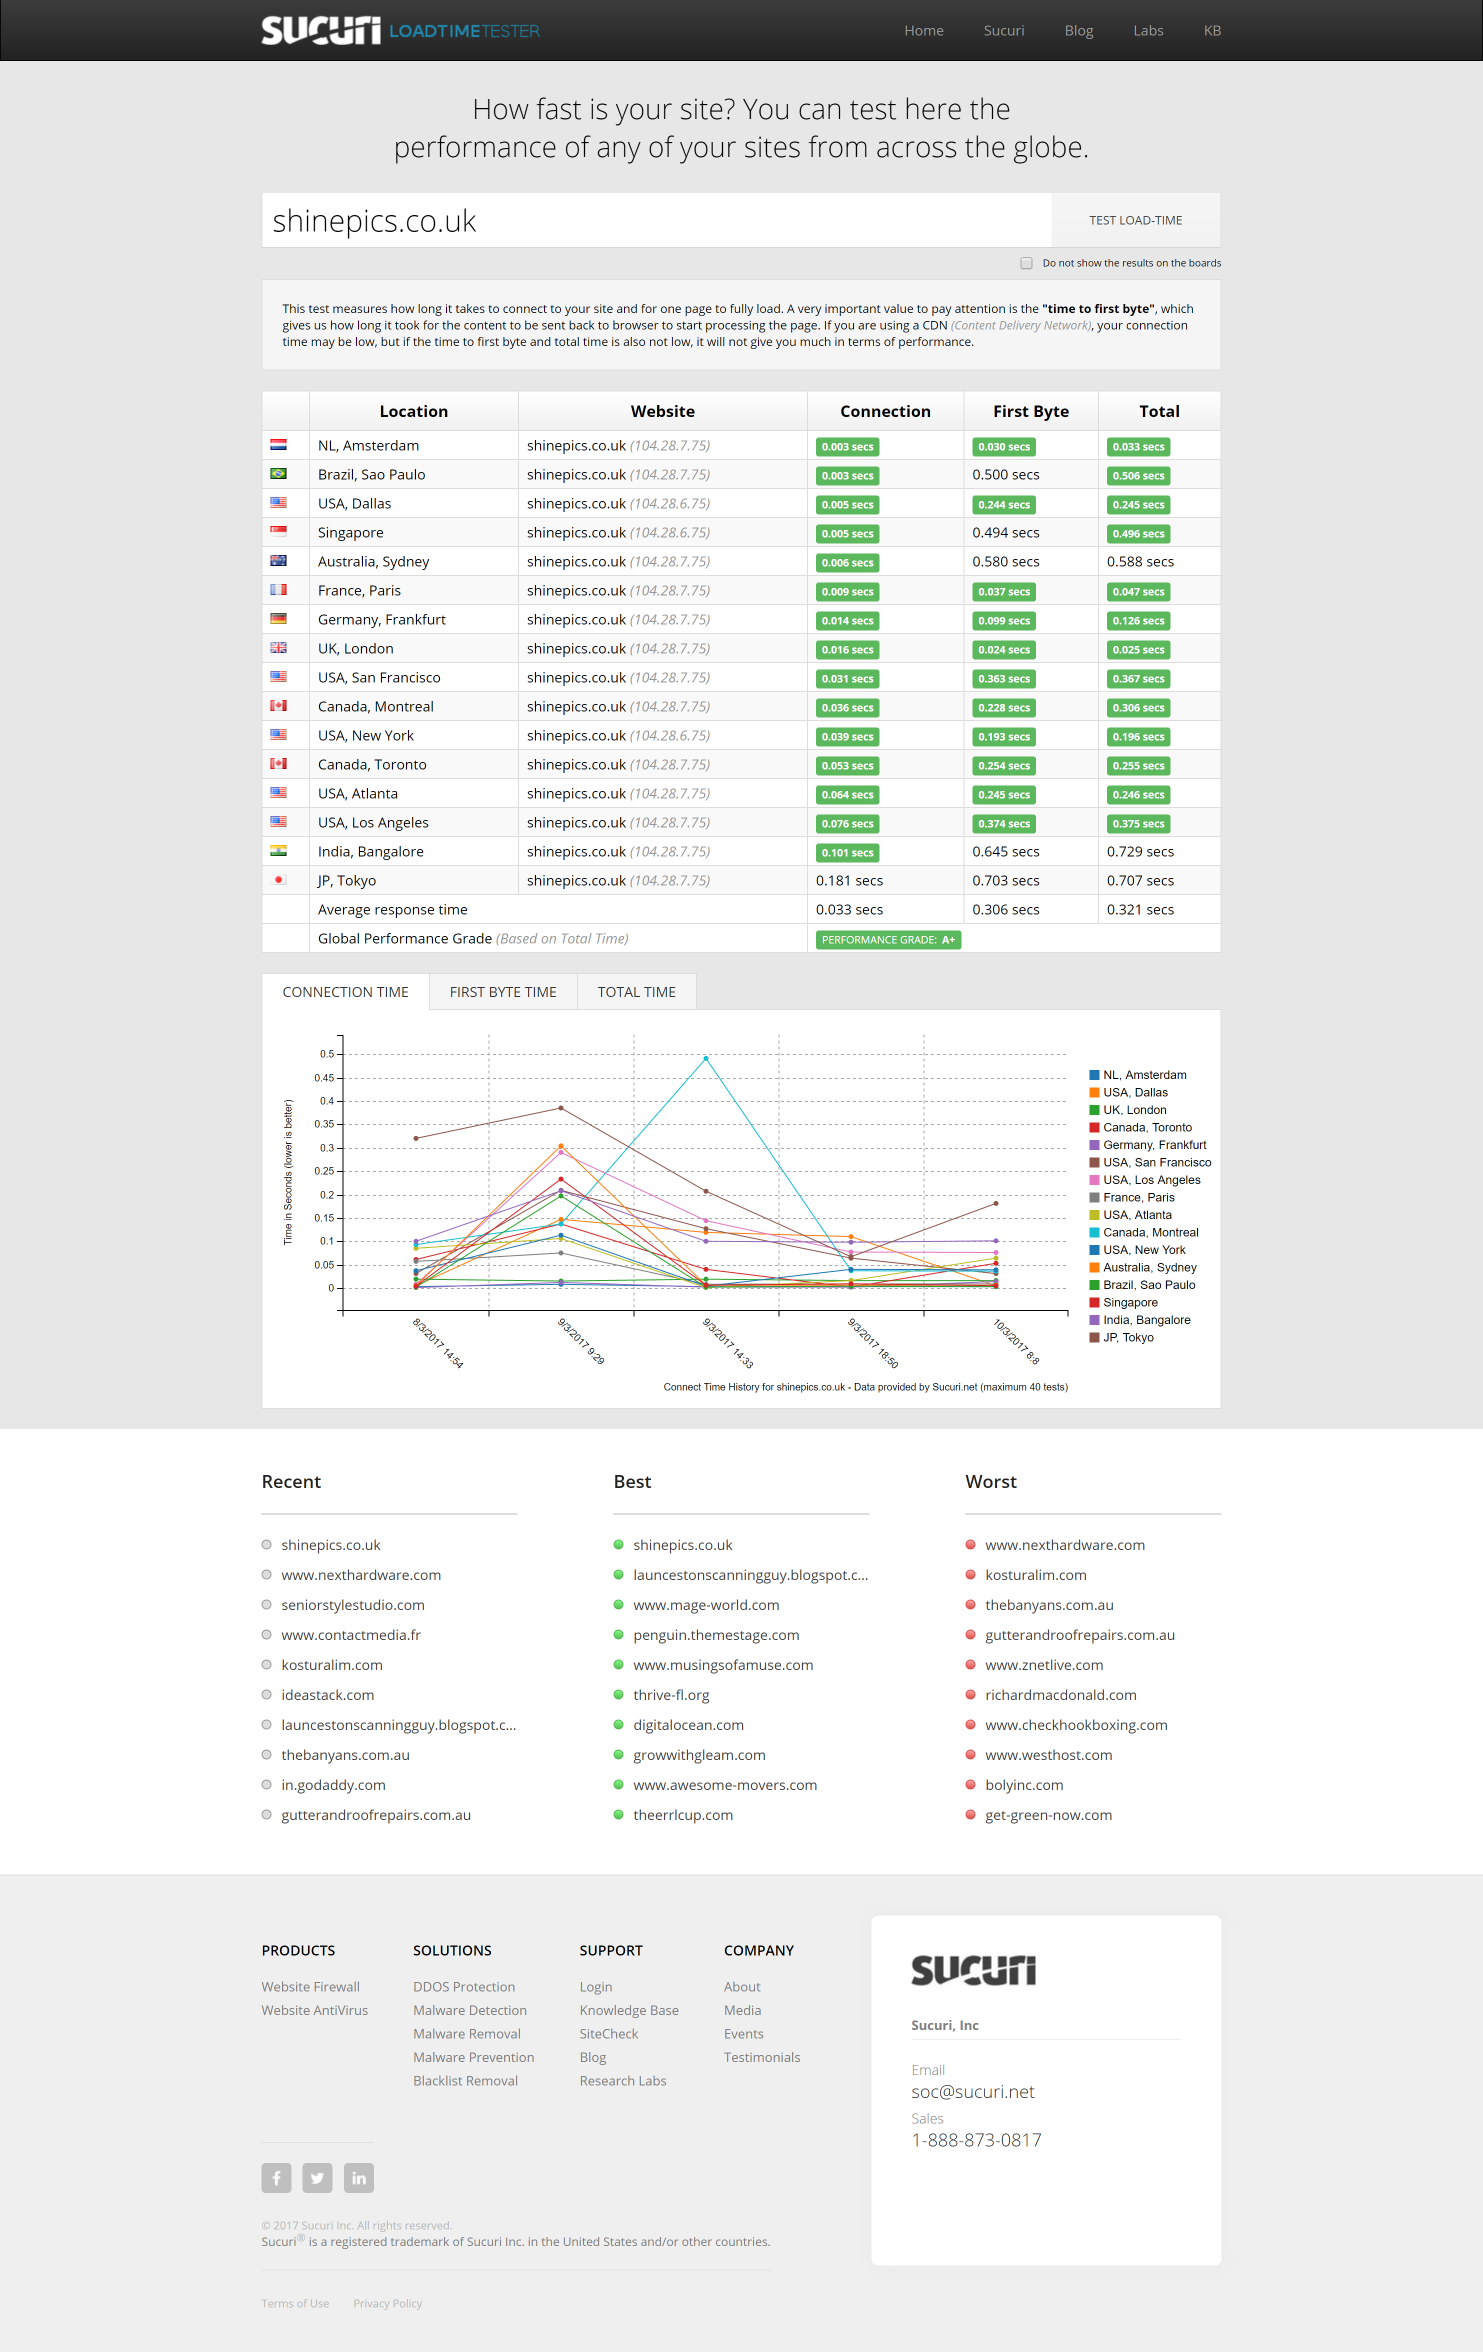 SUCURI LOADTIMETESTER
Home Sucuri Blog Labs KB
How fast is your site? You can test here the
performance of any of your sites from across the globe.
shinepics.co.uk
TEST LOAD-TIME
Do not show the results on the boards
This test measures how long it takes to connect to your site and for one page to fully load. A very important value to pay attention is the "time to first byte", which
gives us how long it took for the content to be sent back to browser to start processing the page. If you are using a CDN (Content Delivery Network), your connection
time may be low, but if the time to first byte and total time is also not low, it will not give you much in terms of performance.
Location Website Connection First Byte Total
NL, Amsterdam shinepics.co.uk (104.28.7.75) 0.003 secs 0.030 secs 0.033 secs
Brazil, Sao Paulo shinepics.co.uk (104.28.7.75) 0.003 secs 0.500 secs 0.506 secs
USA, Dallas shinepics.co.uk (104.28.6.75) 0.005 secs 0.244 secs 0.245 secs
Singapore shinepics.co.uk (104.28.6.75) 0.005 secs 0.494 secs 0.496 secs
Australia, Sydney shinepics.co.uk (104.28.7.75) 0.006 secs 0.580 secs 0.588 secs
France, Paris shinepics.co.uk (104.28.7.75) 0.009 secs 0.037 secs 0.047 secs
Germany, Frankfurt shinepics.co.uk (104.28.7.75) 0.014 secs 0.099 secs 0.126 secs
UK, London shinepics.co.uk (104.28.7.75) 0.016 secs 0.024 secs 0.025 secs
USA, San Francisco shinepics.co.uk (104.28.7.75) 0.031 secs 0.363 secs 0.367 secs
Canada, Montreal shinepics.co.uk (104.28.7.75) 0.036 secs 0.228 secs 0.306 secs
USA, New York shinepics.co.uk (104.28.6.75) 0.039 secs 0.193 secs 0.196 secs
Canada, Toronto shinepics.co.uk (104.28.7.75) 0.053 secs 0.254 secs 0.255 secs
USA, Atlanta shinepics.co.uk (104.28.7.75) 0.064 secs 0.245 secs 0.246 secs
USA, Los Angeles shinepics.co.uk (104.28.7.75) 0.076 secs 0.374 secs 0.375 secs
India, Bangalore shinepics.co.uk (104.28.7.75) 0.101 secs 0.645 secs 0.729 secs
JP, Tokyo shinepics.co.uk (104.28.7.75) 0.181 secs 0.703 secs 0.707 secs
Average response time 0.033 secs 0.306 secs 0.321 secs
Global Performance Grade (Based on Total Time) PERFORMANCE GRADE: A+
CONNECTION TIME FIRST BYTE TIME TOTAL TIME
Time in Seconds (lower is better)
0.5
0.45
0.4
0.35
0.3
0.25
0.2
0.15
0.1
0.05
0
8/3/2017 14:54
9/3/2017 9:29
9/3/2017 14:33
9/3/2017 18:50
10/3/2017 8:8
NL, Amsterdam
USA, Dallas
UK, London
Canada, Toronto
Germany, Frankfurt
USA, San Francisco
USA, Los Angeles
France, Paris
USA, Atlanta
Canada, Montreal
USA, New York
Australia, Sydney
Brazil, Sao Paulo
Singapore
India, Bangalore
JP, Tokyo
Connect Time History for shinepics.co.uk - Data provided by Sucuri.net (maximum 40 tests)
Recent
shinepics.co.uk
www.nexthardware.com
seniorstylestudio.com
www.contactmedia.fr
kosturalim.com
ideastack.com
launcestonscanningguy.blogspot.c...
thebanyans.com.au
in.godaddy.com
gutterandroofrepairs.com.au
Best
shinepics.co.uk
launcestonscanningguy.blogspot.c...
www.mage-world.com
penguin.themestage.com
www.musingsofamuse.com
thrive-fl.org
digitalocean.com
growwithgleam.com
www.awesome-movers.com
theerrlcup.com
Worst
www.nexthardware.com
kosturalim.com
thebanyans.com.au
gutterandroofrepairs.com.au
www.znetlive.com
richardmacdonald.com
www.checkhookboxing.com
www.westhost.com
bolyinc.com
get-green-now.com
PRODUCTS
Website Firewall
Website AntiVirus
SOLUTIONS
DDOS Protection
Malware Detection
Malware Removal
Malware Prevention
Blacklist Removal
SUPPORT
Login
Knowledge Base
SiteCheck
Blog
Research Labs
COMPANY
About
Media
Events
Testimonials
SUCURI
Sucuri, Inc
Email
soc@sucuri.net
Sales
1-888-873-0817
© 2017 Sucuri Inc. All rights reserved.
Sucuri® is a registered trademark of Sucuri Inc. in the United States and/or other countries.
Terms of Use Privacy Policy